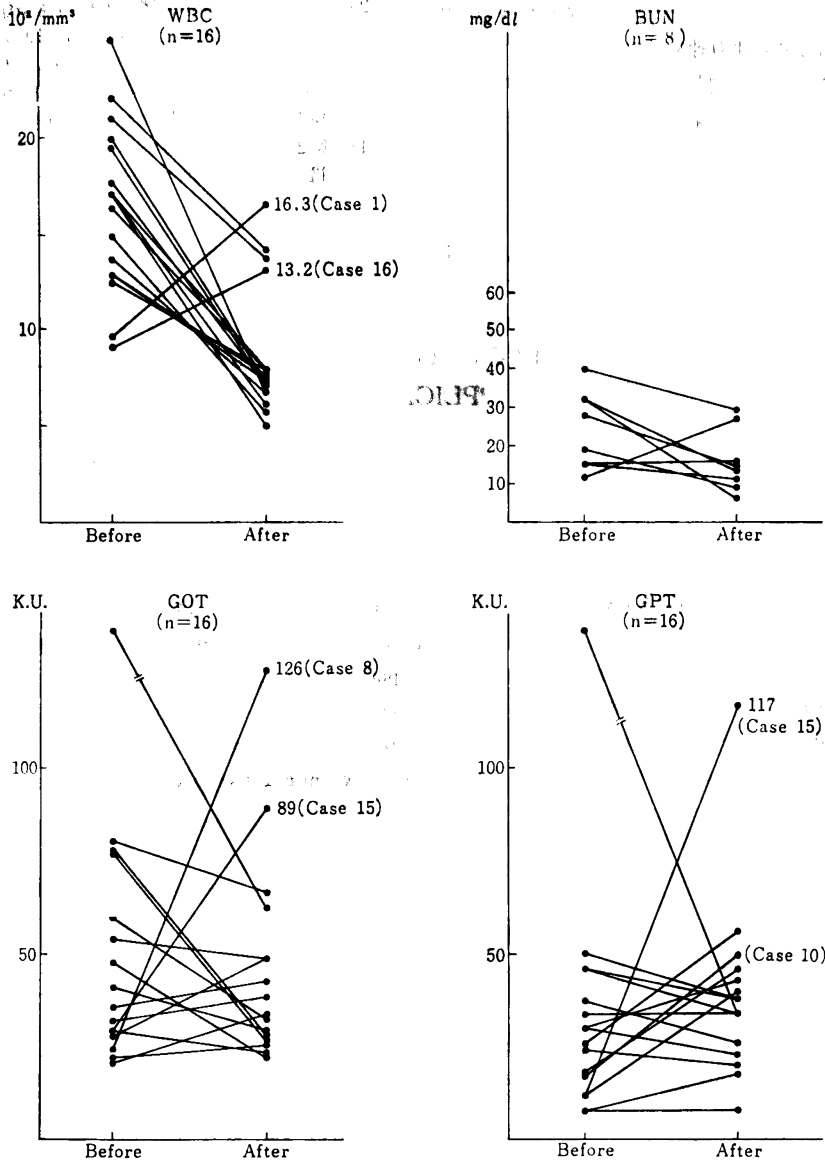 10²/mm³
WBC
(n=16)
20
10
16.3(Case 1)
13.2(Case 16)
Before After
mg/dl
BUN
(n= 8)
60
50
40
30
20
10
Before After
K.U.
GOT
(n=16)
100
50
126(Case 8)
89(Case 15)
Before After
K.U.
GPT
(n=16)
100
50
117
(Case 15)
(Case 10)
Before After